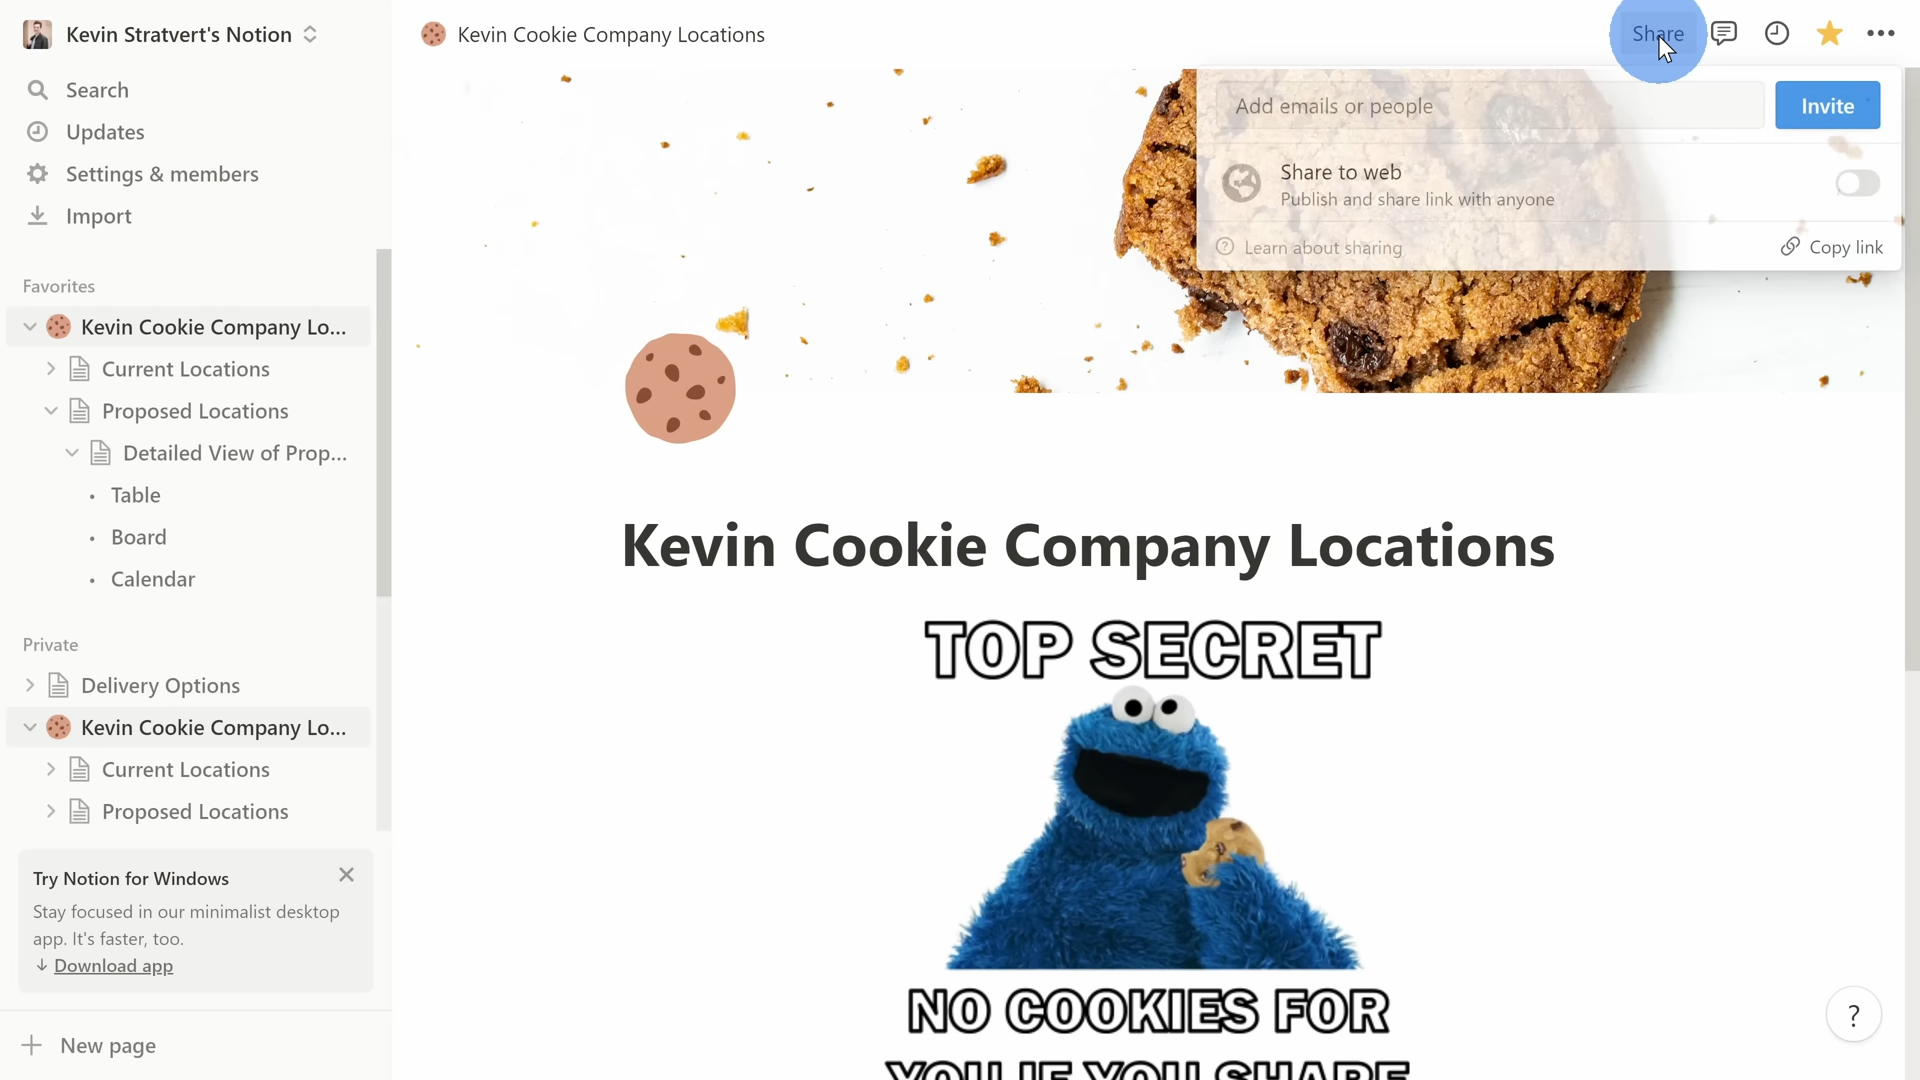 Kevin Stratvert's Notion
Search
Updates
Settings & members
Import
Favorites
Kevin Cookie Company Lo...
Current Locations
Proposed Locations
Detailed View of Prop...
Table
Board
Calendar
Private
Delivery Options
Kevin Cookie Company Lo...
Current Locations
Proposed Locations
Try Notion for Windows
Stay focused in our minimalist desktop
app. It's faster, too.
Download app
New page
Kevin Cookie Company Locations
Share
Add emails or people
Invite
Share to web
Publish and share link with anyone
Learn about sharing
Copy link
Kevin Cookie Company Locations
TOP SECRET
NO COOKIES FOR
YOU IF YOU SHARE
?